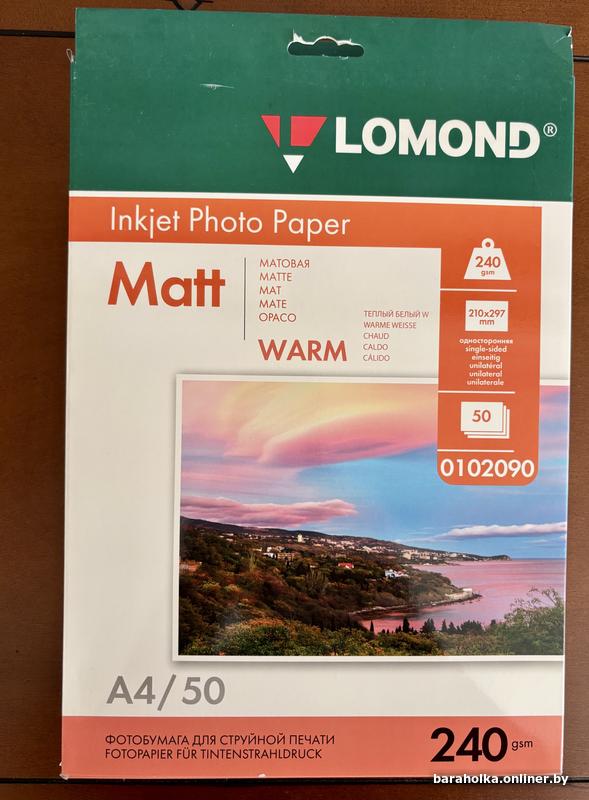 LOMOND®
Inkjet Photo Paper
Matt
МАТОВАЯ
MATTE
MAT
MATE
OPACO
ТЕПЛЫЙ БЕЛЫЙ W
WARME WEISSE
CHAUD
CALDO
CÁLIDO
WARM
240
gsm
210x297
mm
односторонняя
single-sided
einseitig
unilatéral
unilateral
unilaterale
50
0102090
A4/50
ФОТОБУМАГА ДЛЯ СТРУЙНОЙ ПЕЧАТИ
FOTOPAPIER FÜR TINTENSTRAHLDRUCK
240 gsm
baraholka.onliner.by